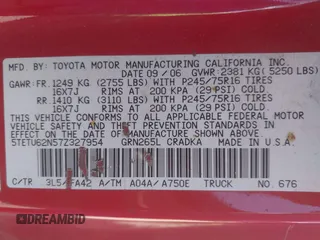 MFD. BY: TOYOTA MOTOR MANUFACTURING CALIFORNIA INC.
DATE 09/06 GVWR 2381 KG (5250 LBS)
GAWR: FR. 1249 KG (2755 LBS) WITH P245/75R16 TIRES
16X7J RIMS AT 200 KPA (29 PSI) COLD
RR. 1410 KG (3110 LBS) WITH P245/75R16 TIRES
16X7J RIMS AT 200 KPA (29 PSI) COLD
THIS VEHICLE CONFORMS TO ALL APPLICABLE
FEDERAL MOTOR VEHICLE SAFETY STANDARDS IN
EFFECT ON THE DATE OF MANUFACTURE SHOWN ABOVE.
5TETU62N57Z327954 GRN265L CRADKA
MADE IN U.S.A.
C/TR 3L5/FA42 A/TM A04A/A750E TRUCK NO. 676